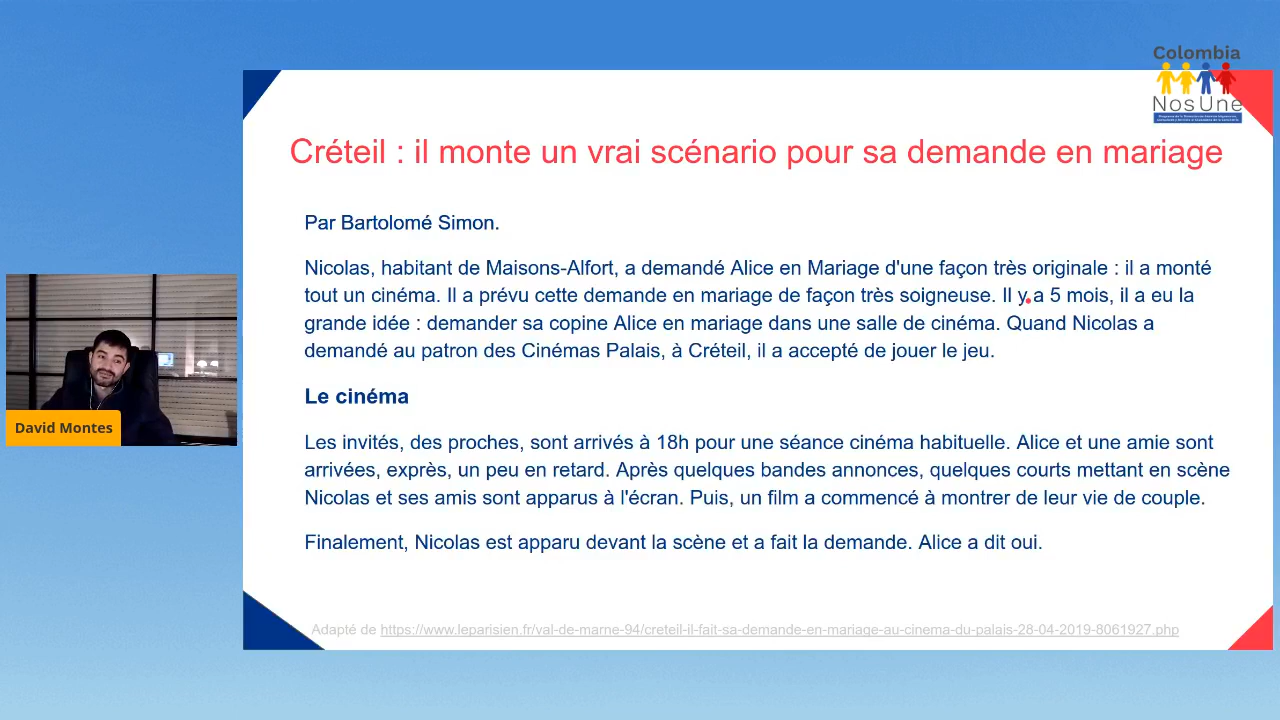 Colombia
NosUne
Créteil : il monte un vrai scénario pour sa demande en mariage
Par Bartolomé Simon.
Nicolas, habitant de Maisons-Alfort, a demandé Alice en Mariage d'une façon très originale : il a monté
tout un cinéma. Il a prévu cette demande en mariage de façon très soigneuse. Il y a 5 mois, il a eu la
grande idée : demander sa copine Alice en mariage dans une salle de cinéma. Quand Nicolas a
demandé au patron des Cinémas Palais, à Créteil, il a accepté de jouer le jeu.
Le cinéma
Les invités, des proches, sont arrivés à 18h pour une séance cinéma habituelle. Alice et une amie sont
arrivées, exprès, un peu en retard. Après quelques bandes annonces, quelques courts mettant en scène
Nicolas et ses amis sont apparus à l'écran. Puis, un film a commencé à montrer de leur vie de couple.
Finalement, Nicolas est apparu devant la scène et a fait la demande. Alice a dit oui.
David Montes
Adapté de https://www.leparisien.fr/val-de-marne-94/creteil-il-fait-sa-demande-en-mariage-au-cinema-du-palais-28-04-2019-8061927.php